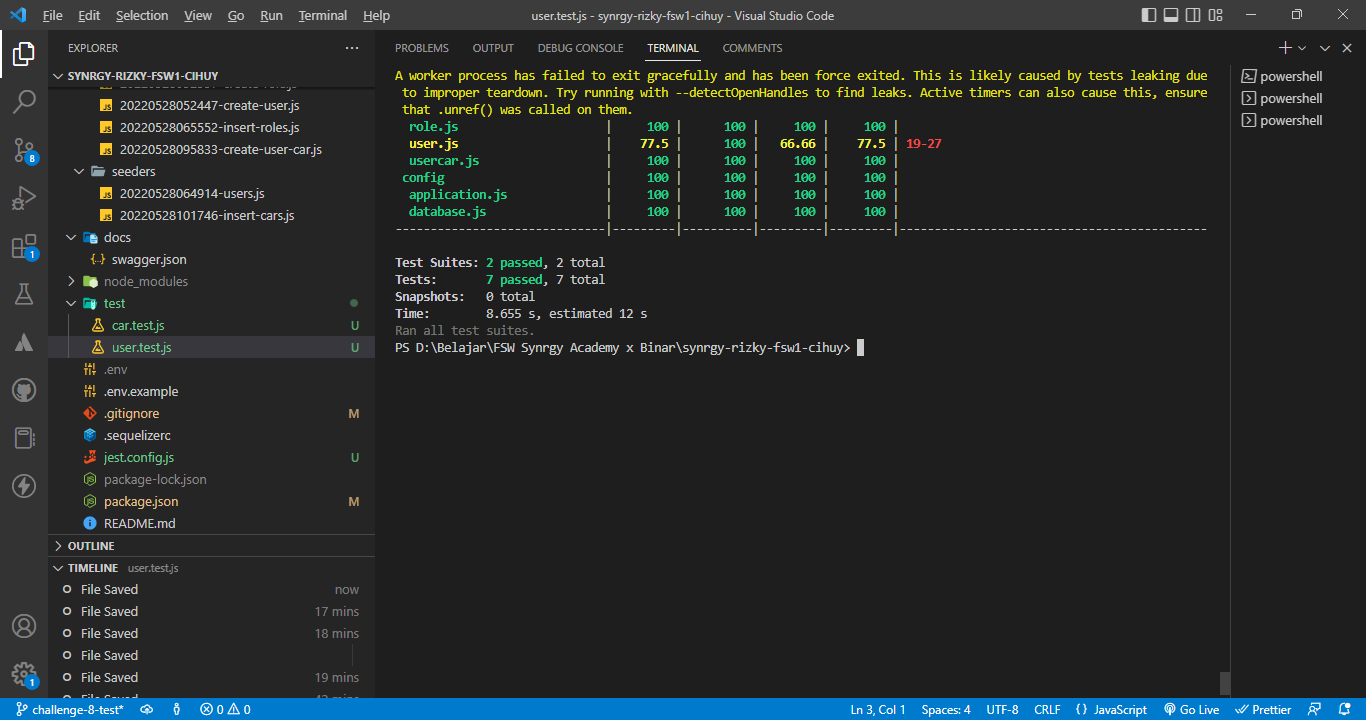 File Edit Selection View Go Run Terminal Help
user.test.js - synrgy-rizky-fsw1-cihuy - Visual Studio Code
EXPLORER
SYNRGY-RIZKY-FSW1-CIHUY
20220528052447-create-user.js
20220528065552-insert-roles.js
20220528095833-create-user-car.js
seeders
20220528064914-users.js
20220528101746-insert-cars.js
docs
swagger.json
node_modules
test
car.test.js U
user.test.js U
.env
.env.example
.gitignore M
.sequelizerc
jest.config.js U
package-lock.json
package.json M
README.md
OUTLINE
TIMELINE user.test.js
File Saved now
File Saved 17 mins
File Saved 18 mins
File Saved
File Saved 19 mins
8
1
1
PROBLEMS OUTPUT DEBUG CONSOLE TERMINAL COMMENTS
A worker process has failed to exit gracefully and has been force exited. This is likely caused by tests leaking due
to improper teardown. Try running with --detectOpenHandles to find leaks. Active timers can also cause this, ensure
that .unref() was called on them.
role.js | 100 | 100 | 100 | 100 |
user.js | 77.5 | 100 | 66.66 | 77.5 | 19-27
usercar.js | 100 | 100 | 100 | 100 |
config | 100 | 100 | 100 | 100 |
application.js | 100 | 100 | 100 | 100 |
database.js | 100 | 100 | 100 | 100 |
------------------------------|---------|----------|---------|---------|-------------------------------------------
Test Suites: 2 passed, 2 total
Tests: 7 passed, 7 total
Snapshots: 0 total
Time: 8.655 s, estimated 12 s
Ran all test suites.
PS D:\Belajar\FSW Synrgy Academy x Binar\synrgy-rizky-fsw1-cihuy>
powershell
powershell
powershell
challenge-8-test* 0 0 Ln 3, Col 1 Spaces: 4 UTF-8 CRLF {} JavaScript Go Live Prettier